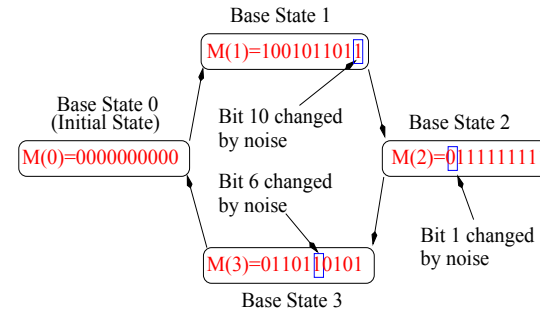 Base State 1
M(1)=1001011011
Base State 0
(Initial State)
M(0)=0000000000
Bit 10 changed
by noise
Base State 2
M(2)=011111111
Bit 6 changed
by noise
Bit 1 changed
by noise
M(3)=0110110101
Base State 3